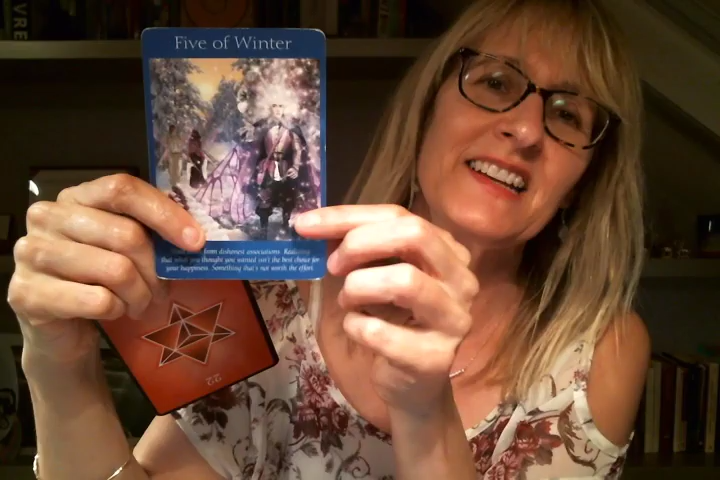 Five of Winter
from dishonest associations. Realizing
that what you thought you wanted isn't the best choice for
your happiness. Something that's not worth the effort.
22